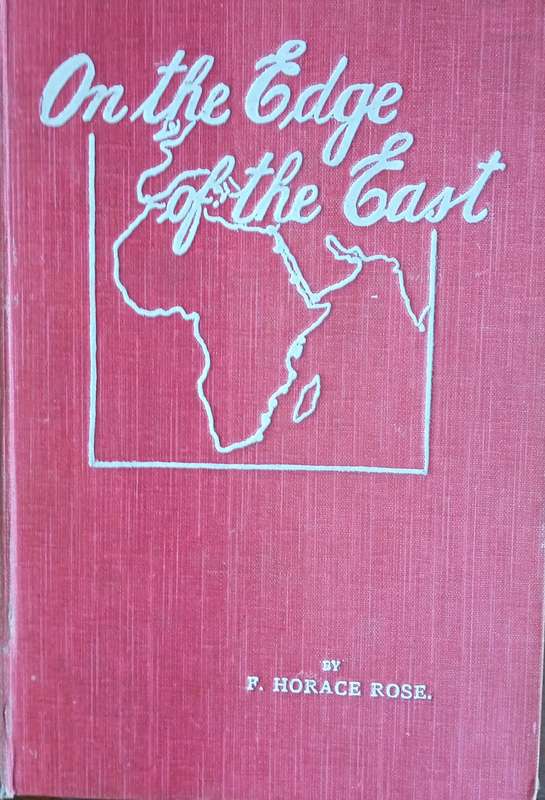 On the Edge
of the East
BY
F. HORACE ROSE.